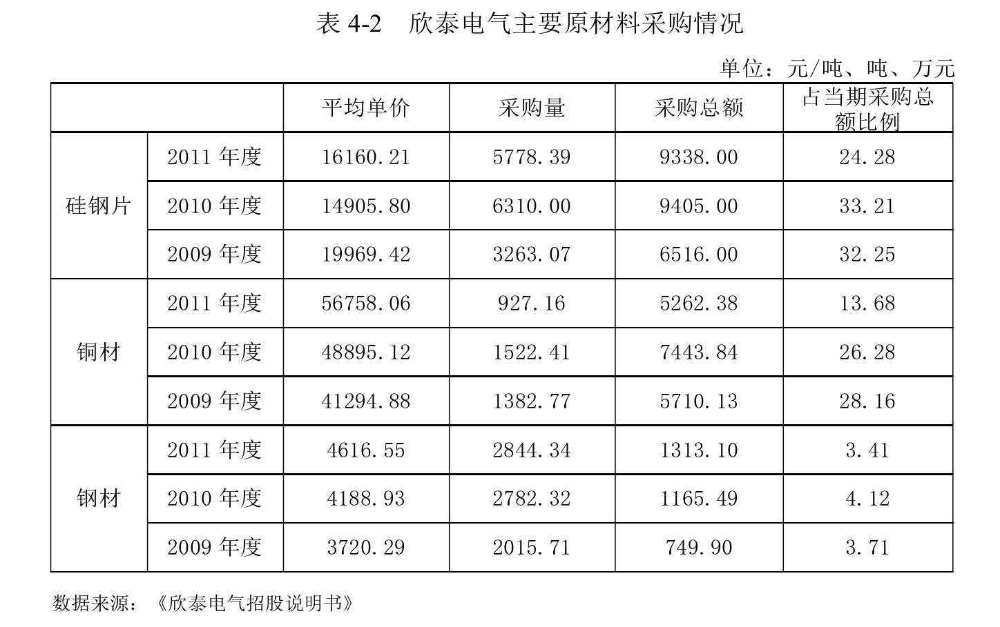 表 4-2 欣泰电气主要原材料采购情况
单位：元/吨、吨、万元
平均单价 采购量 采购总额 占当期采购总
额比例
硅钢片
2011 年度 16160.21 5778.39 9338.00 24.28
2010 年度 14905.80 6310.00 9405.00 33.21
2009 年度 19969.42 3263.07 6516.00 32.25
铜材
2011 年度 56758.06 927.16 5262.38 13.68
2010 年度 48895.12 1522.41 7443.84 26.28
2009 年度 41294.88 1382.77 5710.13 28.16
钢材
2011 年度 4616.55 2844.34 1313.10 3.41
2010 年度 4188.93 2782.32 1165.49 4.12
2009 年度 3720.29 2015.71 749.90 3.71
数据来源：《欣泰电气招股说明书》